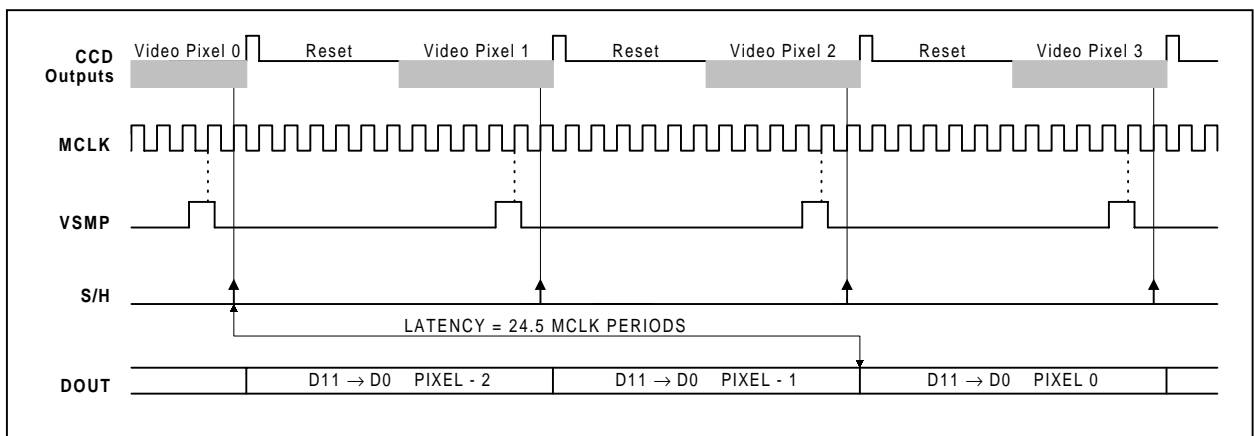 CCD Outputs
Video Pixel 0 Reset Video Pixel 1 Reset Video Pixel 2 Reset Video Pixel 3
MCLK
VSMP
S/H
LATENCY = 24.5 MCLK PERIODS
DOUT
D11 → D0 PIXEL - 2 D11 → D0 PIXEL - 1 D11 → D0 PIXEL 0